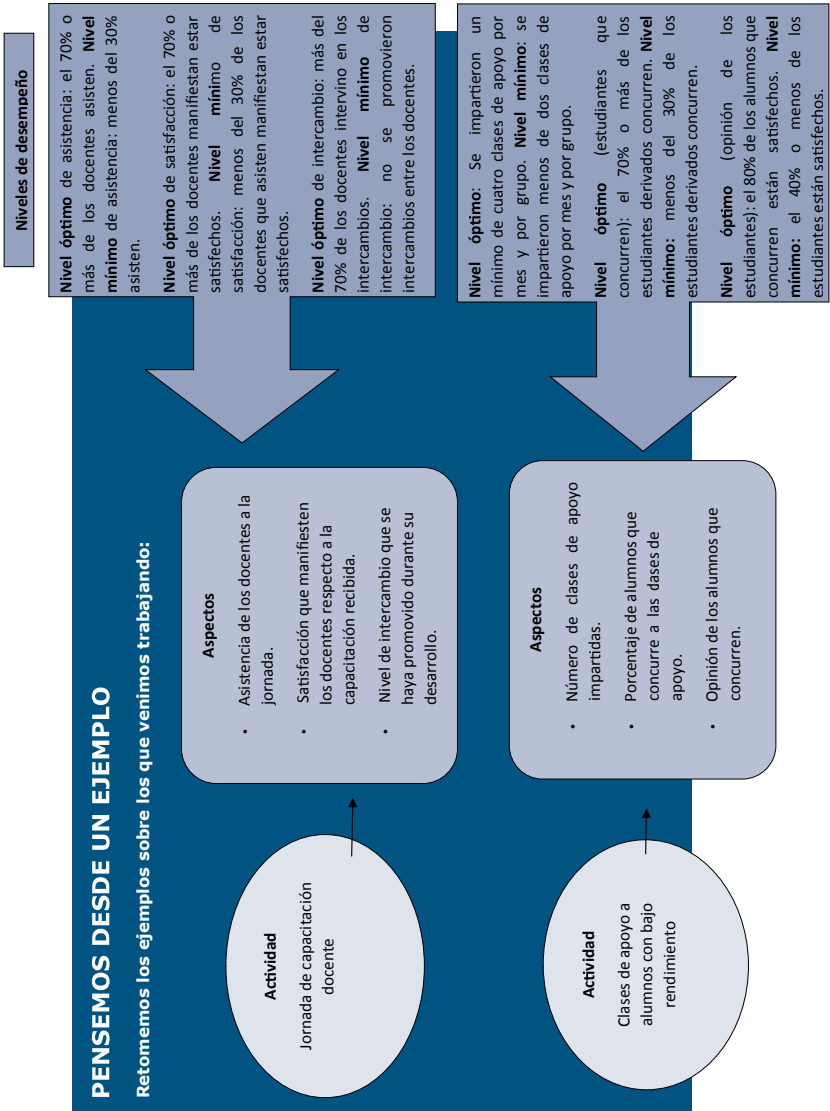 PENSEMOS DESDE UN EJEMPLO
Retomemos los ejemplos sobre los que venimos trabajando:
Niveles de desempeño
Actividad
Jornada de capacitación
docente
Aspectos
• Asistencia de los docentes a la
jornada.
• Satisfacción que manifiesten
los docentes respecto a la
capacitación recibida.
• Nivel de intercambio que se
haya promovido durante su
desarrollo.
Nivel óptimo de asistencia: el 70% o
más de los docentes asisten. Nivel
mínimo de asistencia: menos del 30%
asisten.
Nivel óptimo de satisfacción: el 70% o
más de los docentes manifiestan estar
satisfechos. Nivel mínimo de
satisfacción: menos del 30% de los
docentes que asisten manifiestan estar
satisfechos.
Nivel óptimo de intercambio: más del
70% de los docentes intervino en los
intercambios. Nivel mínimo de
intercambio: no se promovieron
intercambios entre los docentes.
Actividad
Clases de apoyo a
alumnos con bajo
rendimiento
Aspectos
• Número de clases de apoyo
impartidas.
• Porcentaje de alumnos que
concurre a las dases de
apoyo.
• Opinión de los alumnos que
concurren.
Nivel óptimo: Se impartieron un
mínimo de cuatro clases de apoyo por
mes y por grupo. Nivel mínimo: se
impartieron menos de dos clases de
apoyo por mes y por grupo.
Nivel óptimo (estudiantes que
concurren): el 70% o más de los
estudiantes derivados concurren. Nivel
mínimo: menos del 30% de los
estudiantes derivados concurren.
Nivel óptimo (opinión de los
estudiantes): el 80% de los alumnos que
concurren están satisfechos. Nivel
mínimo: el 40% o menos de los
estudiantes están satisfechos.